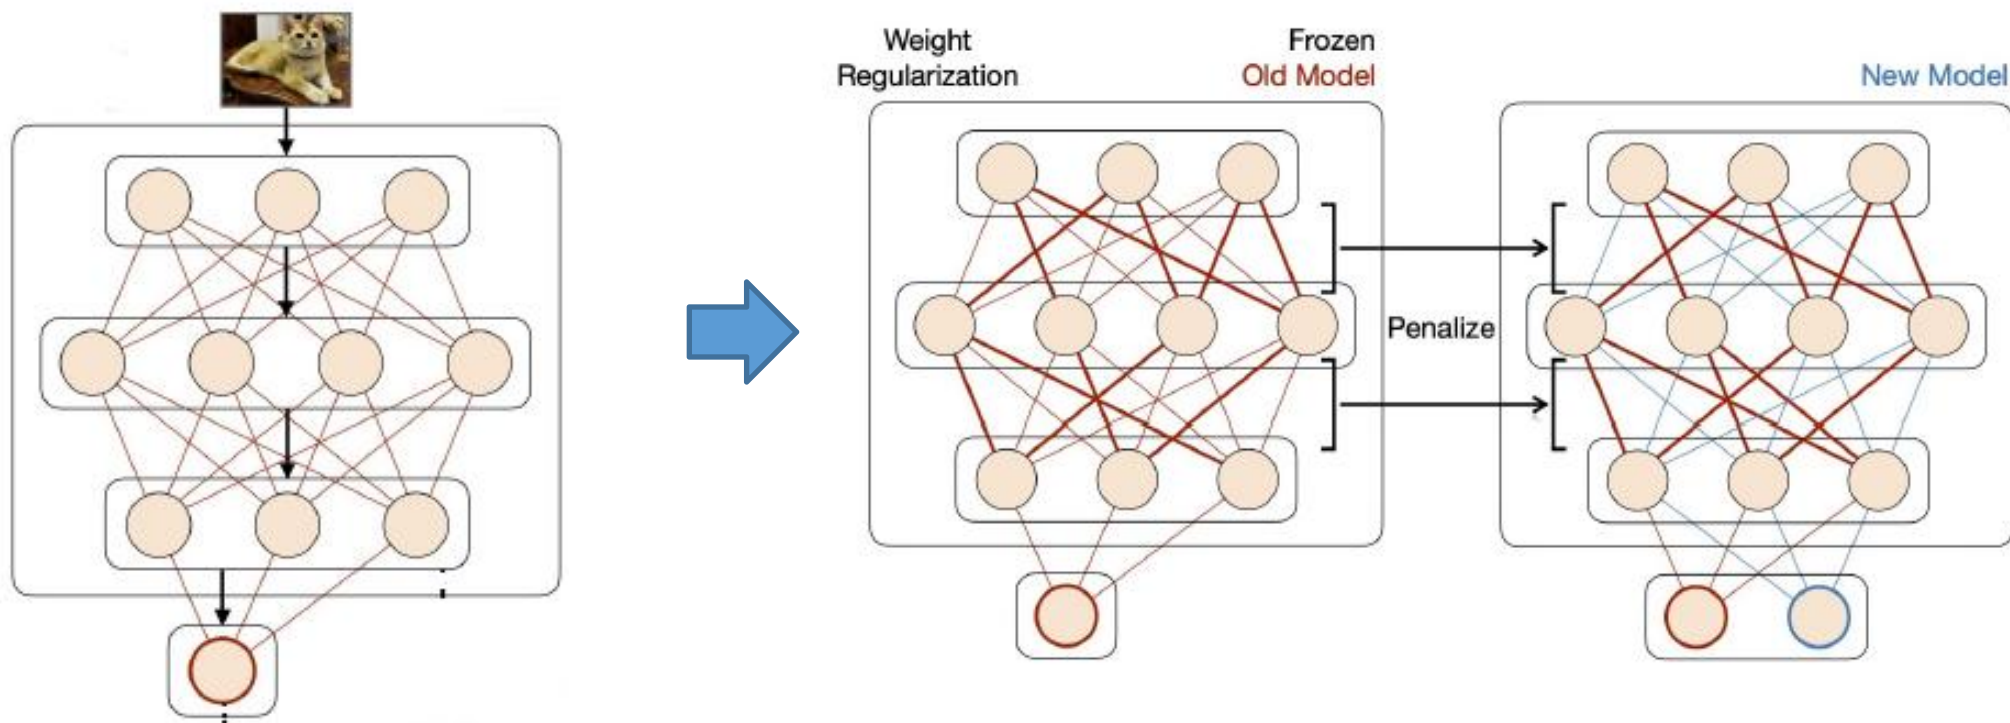 Weight
Regularization
Frozen
Old Model
New Model
Penalize